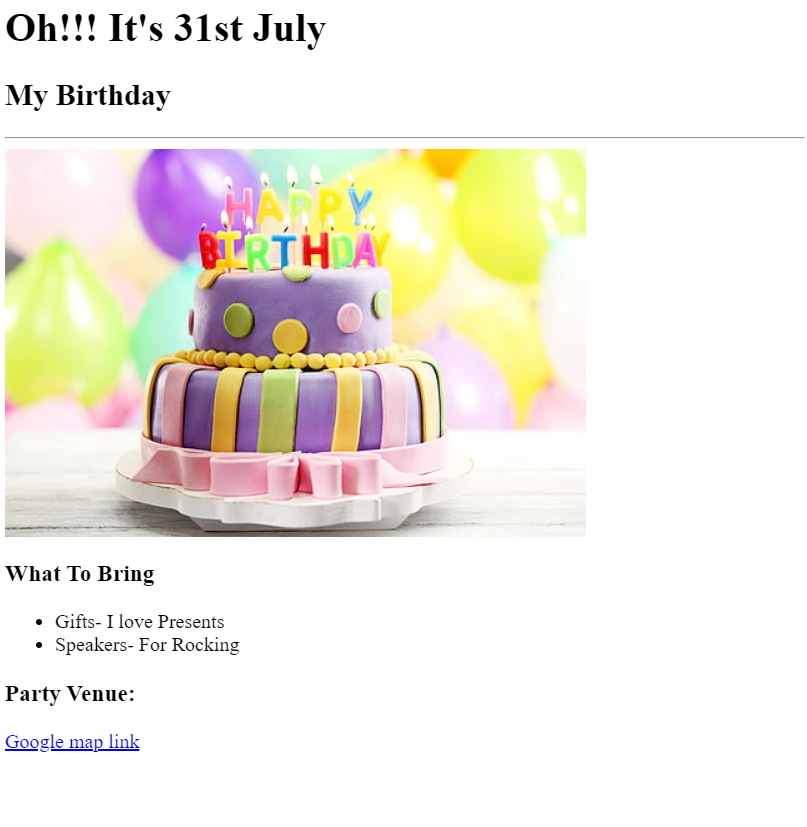 Oh!!! It's 31st July
My Birthday
HAPPY
BIRTHDAY
What To Bring
Gifts- I love Presents
Speakers- For Rocking
Party Venue:
Google map link